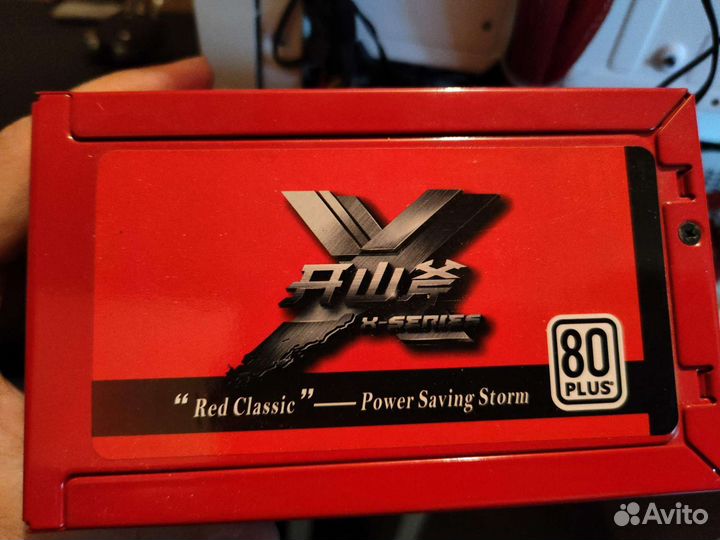 开山斧
X-SERIES
80
PLUS®
“Red Classic”——Power Saving Storm
Avito